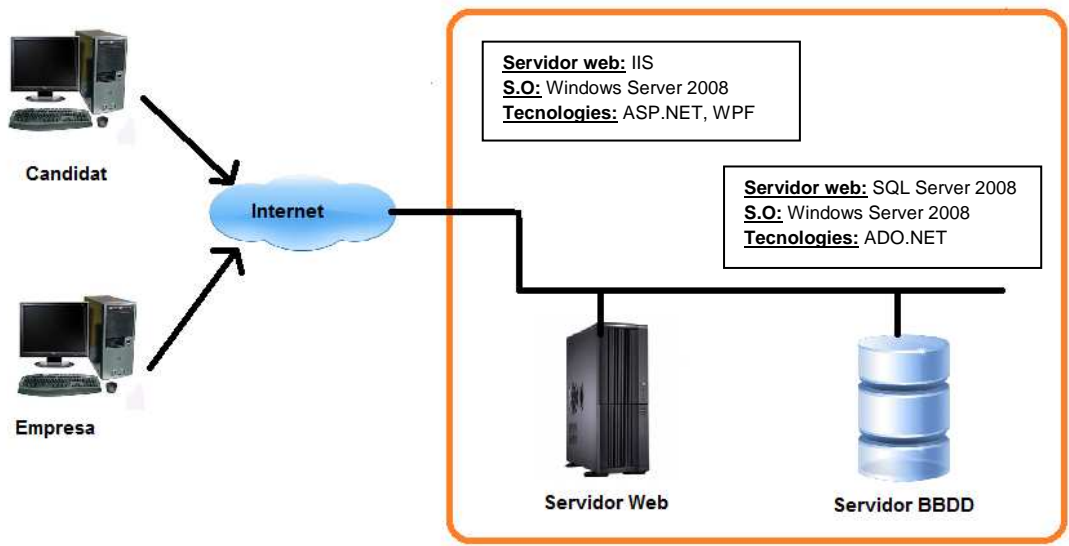 Servidor web: IIS
S.O: Windows Server 2008
Tecnologies: ASP.NET, WPF
Candidat
Servidor web: SQL Server 2008
S.O: Windows Server 2008
Tecnologies: ADO.NET
Internet
Empresa
Servidor Web
Servidor BBDD